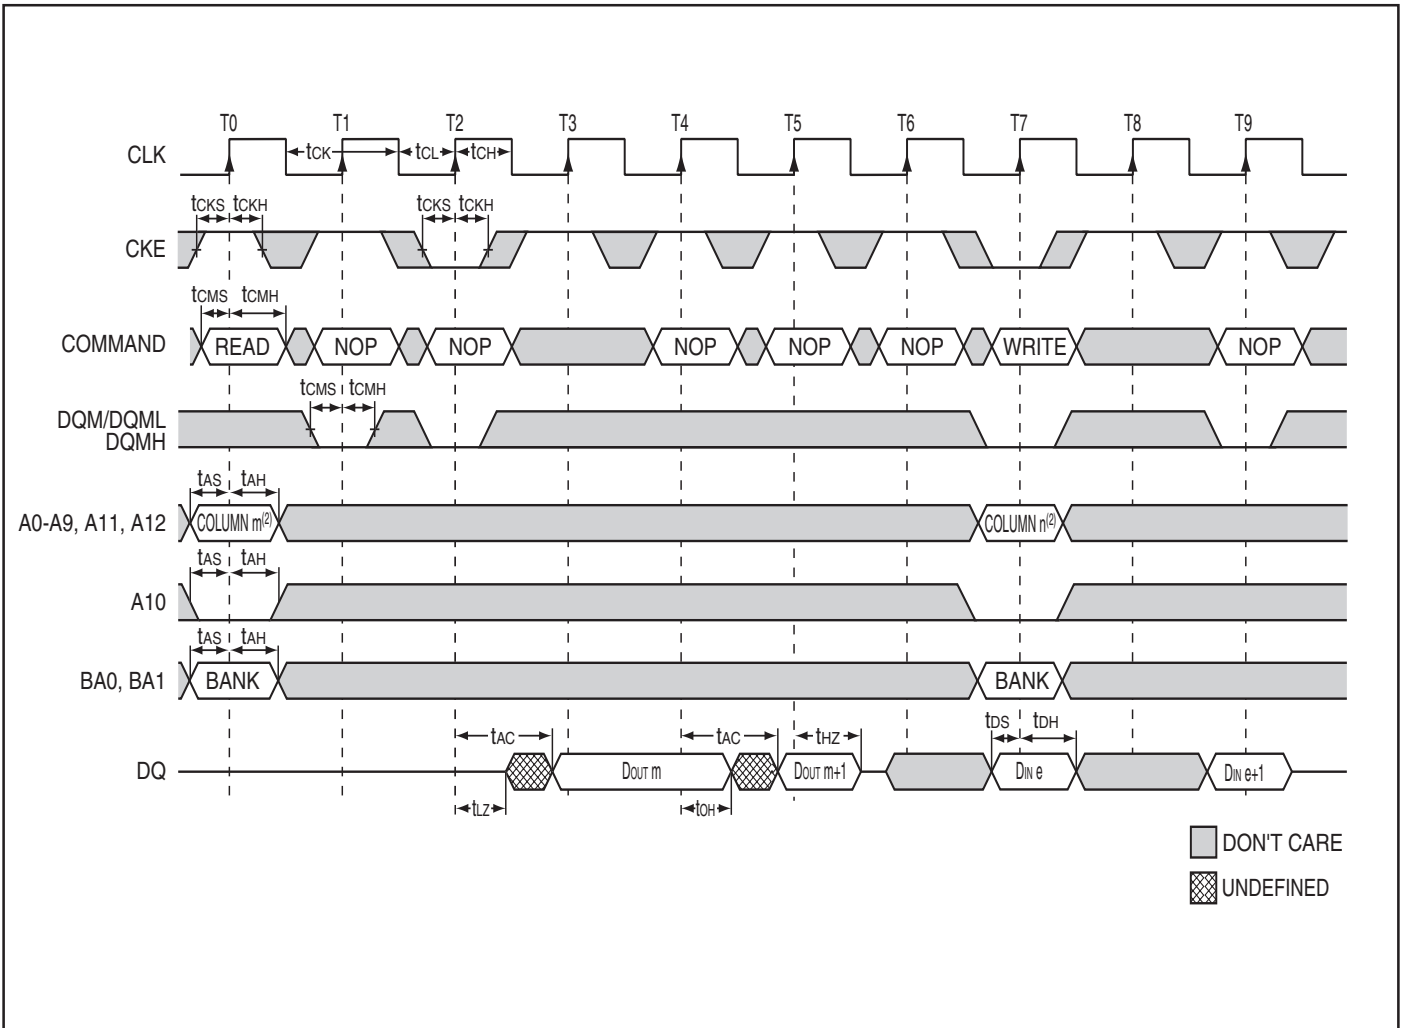 T0 T1 T2 T3 T4 T5 T6 T7 T8 T9
CLK tCK tCL tCH
tCKS tCKH tCKS tCKH
CKE
tCMS tCMH
COMMAND READ NOP NOP NOP NOP NOP WRITE NOP
tCMS tCMH
DQM/DQML
DQMH
tAS tAH
A0-A9, A11, A12 COLUMN m(2) COLUMN n(2)
tAS tAH
A10
tAS tAH
BA0, BA1 BANK BANK
tAC tAC tHZ tDS tDH
DQ DOUT m DOUT m+1 DIN e DIN e+1
tLZ tOH
DON'T CARE
UNDEFINED